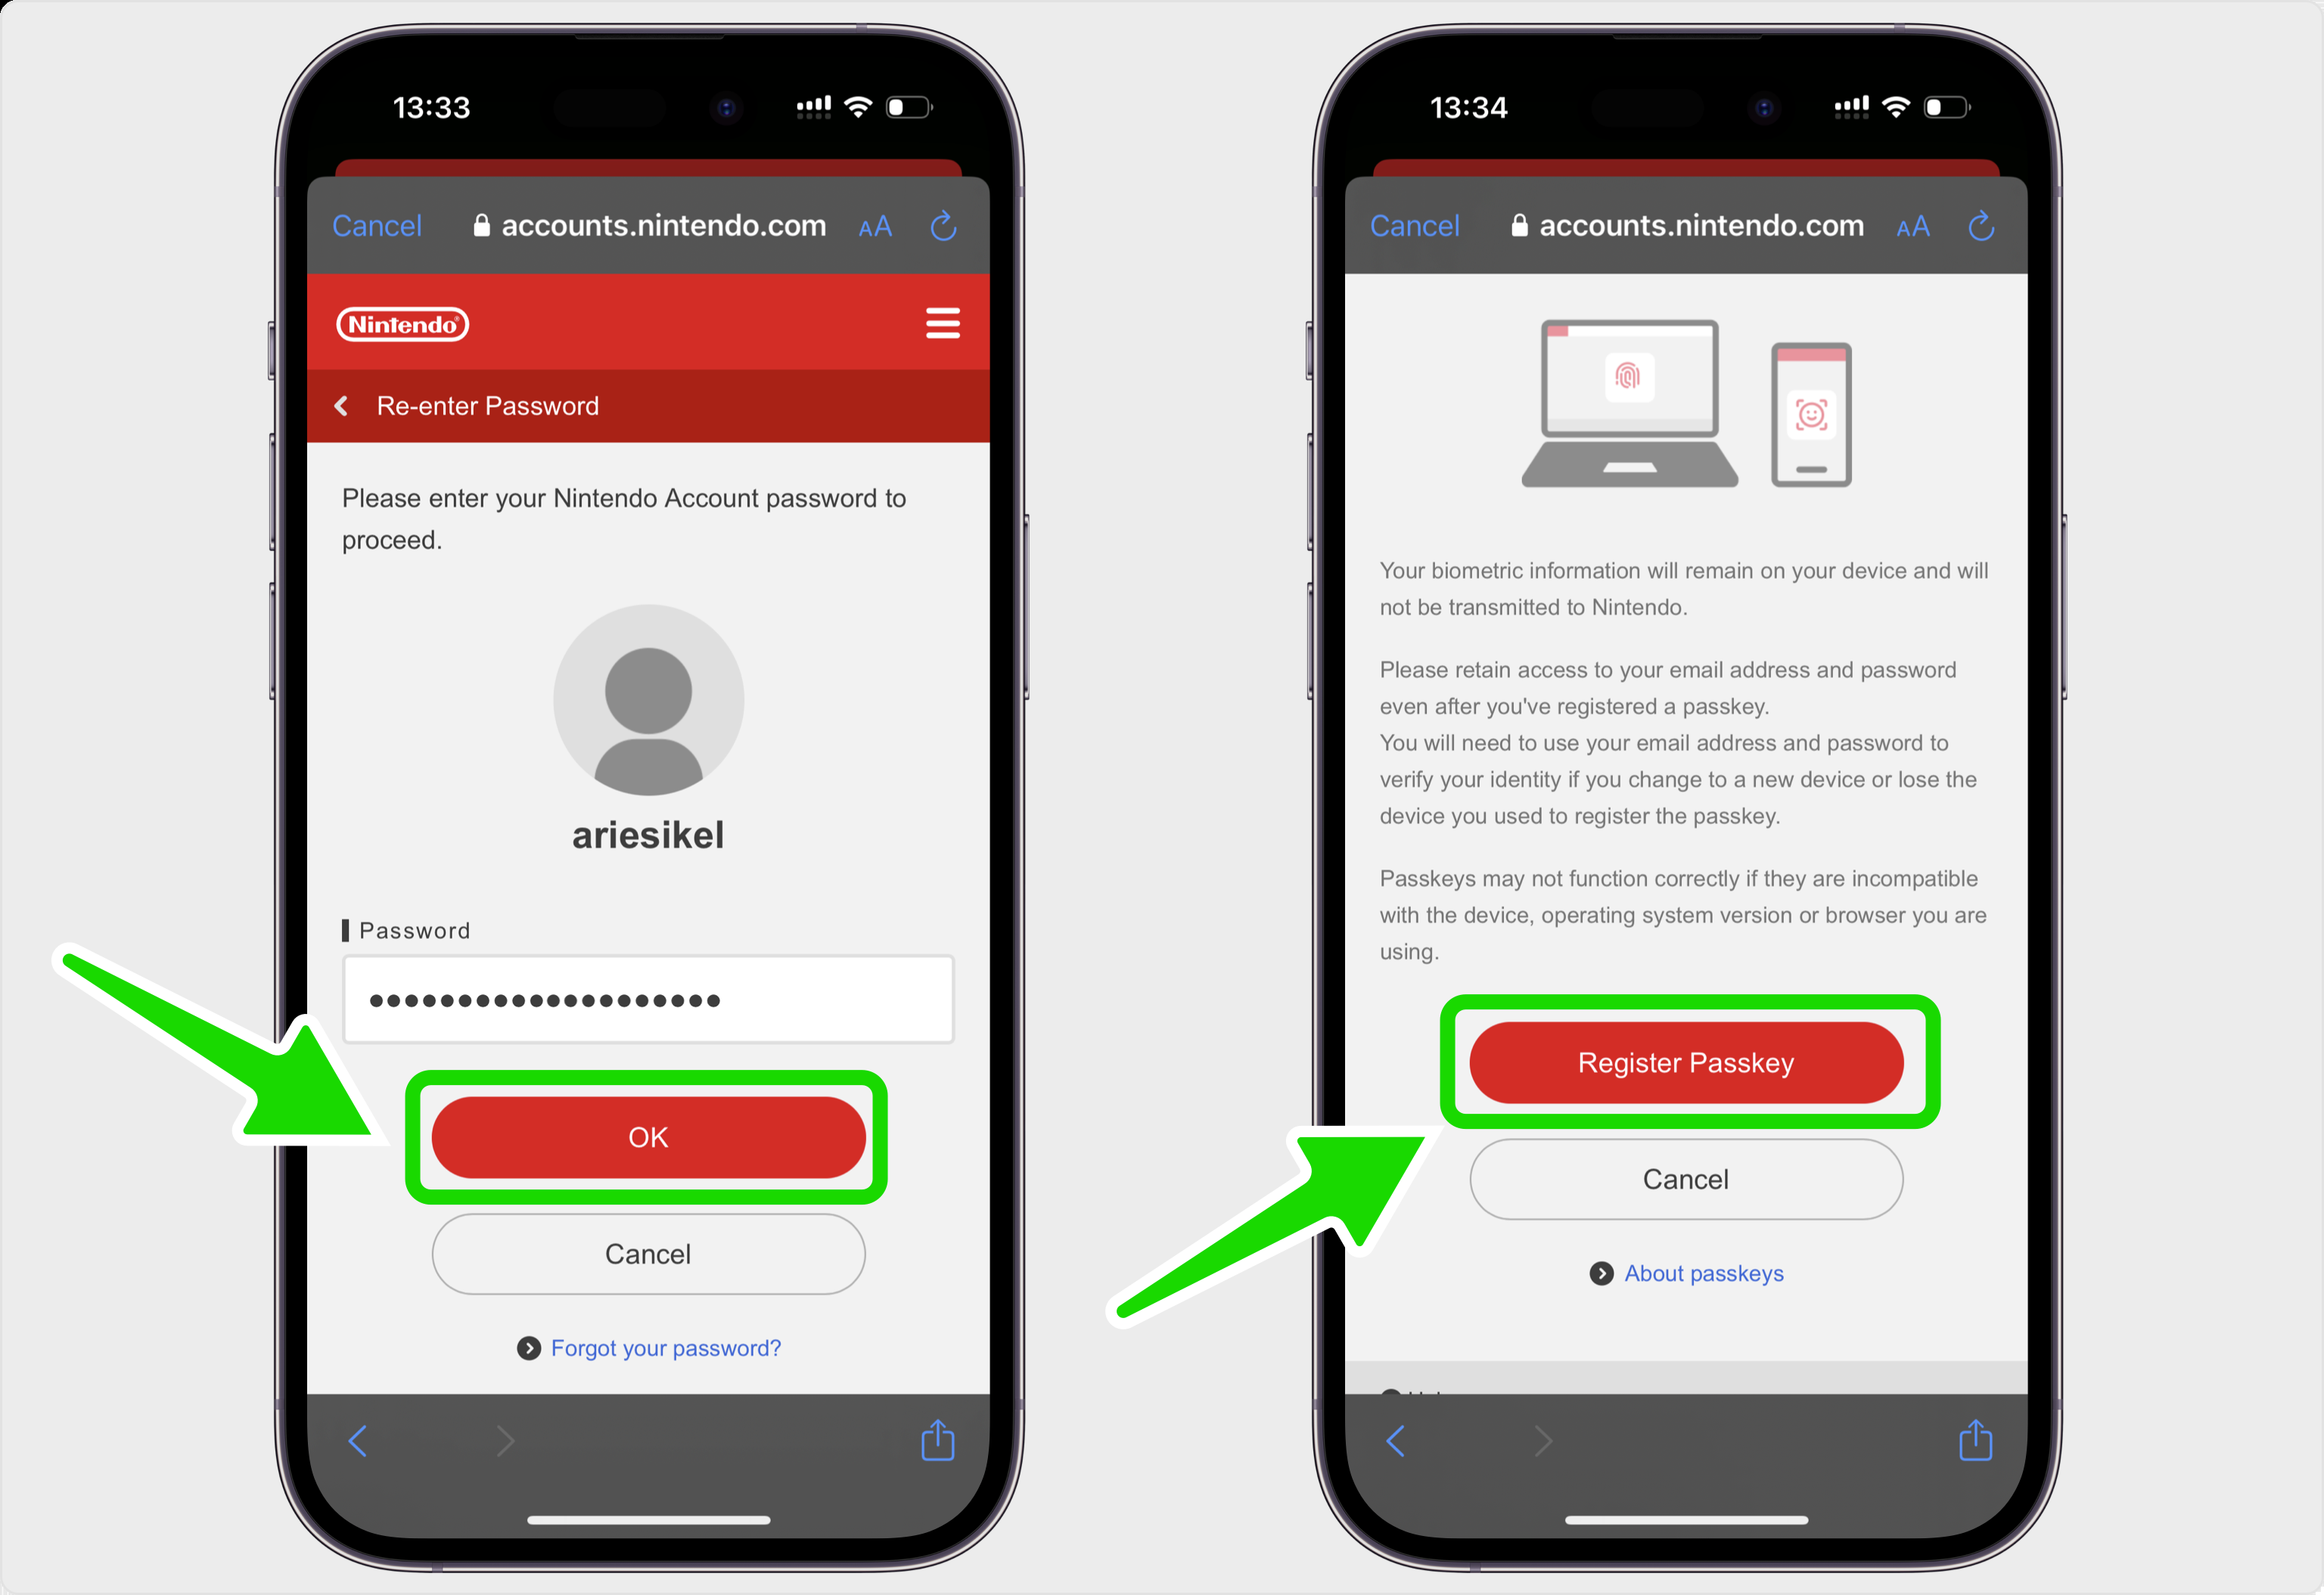 13:33
Cancel
accounts.nintendo.com
AA
Nintendo®
Re-enter Password
Please enter your Nintendo Account password to
proceed.
ariesikel
Password
OK
Cancel
Forgot your password?
13:34
Cancel
accounts.nintendo.com
AA
Your biometric information will remain on your device and will
not be transmitted to Nintendo.
Please retain access to your email address and password
even after you've registered a passkey.
You will need to use your email address and password to
verify your identity if you change to a new device or lose the
device you used to register the passkey.
Passkeys may not function correctly if they are incompatible
with the device, operating system version or browser you are
using.
Register Passkey
Cancel
About passkeys